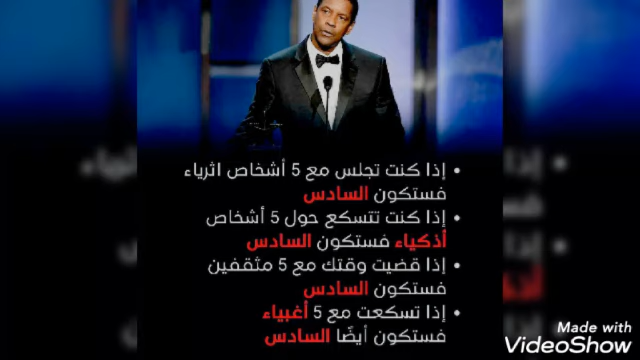 • إذا كنت تجلس مع 5 أشخاص اثرياء
فستكون السادس
• إذا كنت تتسكع حول 5 أشخاص
أذكياء فستكون السادس
• إذا قضيت وقتك مع 5 مثقفين
فستكون السادس
• إذا تسكعت مع 5 أغبياء
فستكون أيضًا السادس
Made with
VideoShow